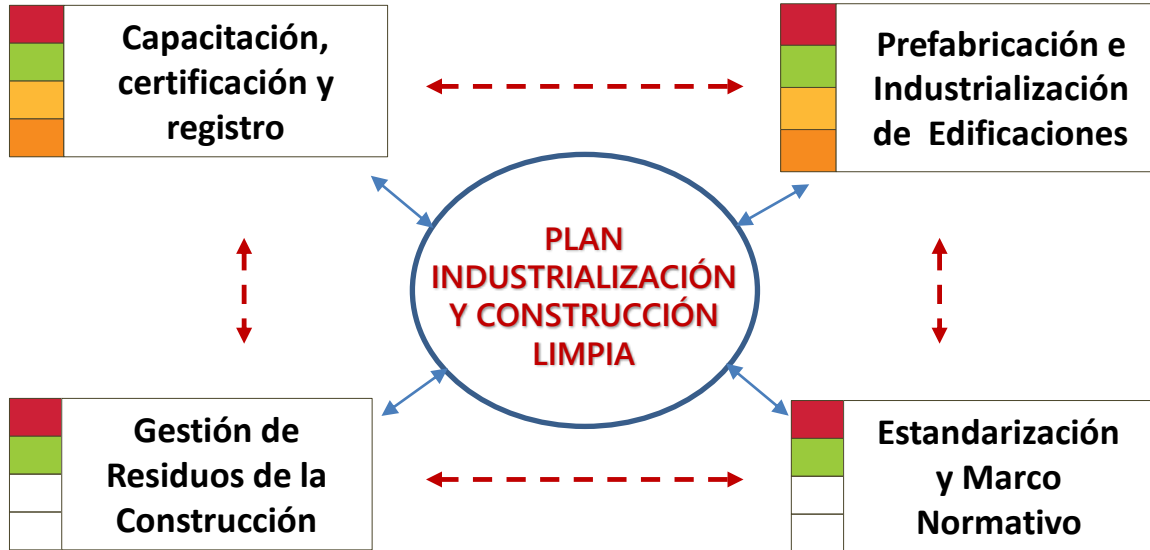 Capacitación,
certificación y
registro
Prefabricación e
Industrialización
de Edificaciones
PLAN
INDUSTRIALIZACIÓN
Y CONSTRUCCIÓN
LIMPIA
Gestión de
Residuos de la
Construcción
Estandarización
y Marco
Normativo